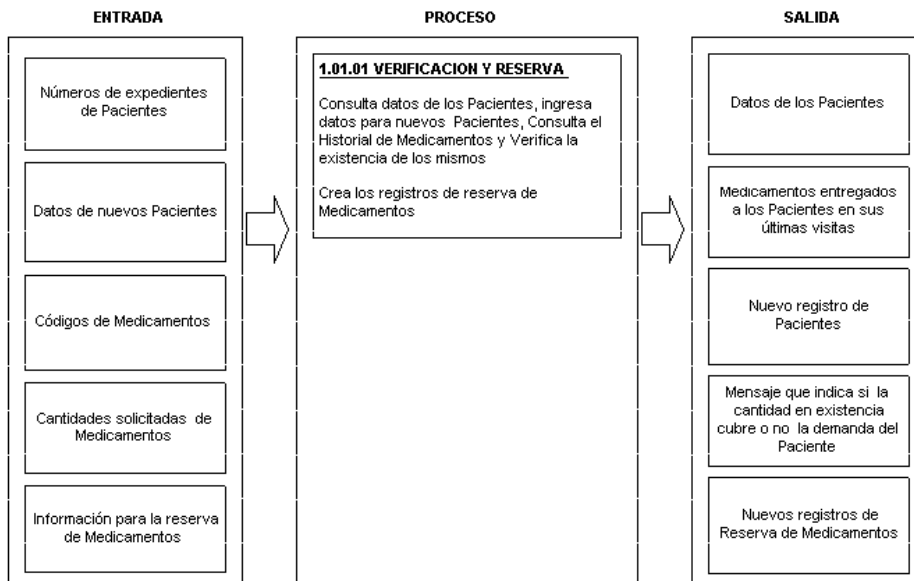 ENTRADA
PROCESO
SALIDA
Números de expedientes
de Pacientes
Datos de nuevos Pacientes
Códigos de Medicamentos
Cantidades solicitadas de
Medicamentos
Información para la reserva
de Medicamentos
1.01.01 VERIFICACION Y RESERVA
Consulta datos de los Pacientes, ingresa
datos para nuevos Pacientes, Consulta el
Historial de Medicamentos y Verifica la
existencia de los mismos
Crea los registros de reserva de
Medicamentos
Datos de los Pacientes
Medicamentos entregados
a los Pacientes en sus
últimas visitas
Nuevo registro de
Pacientes
Mensaje que indica si la
cantidad en existencia
cubre o no la demanda del
Paciente
Nuevos registros de
Reserva de Medicamentos